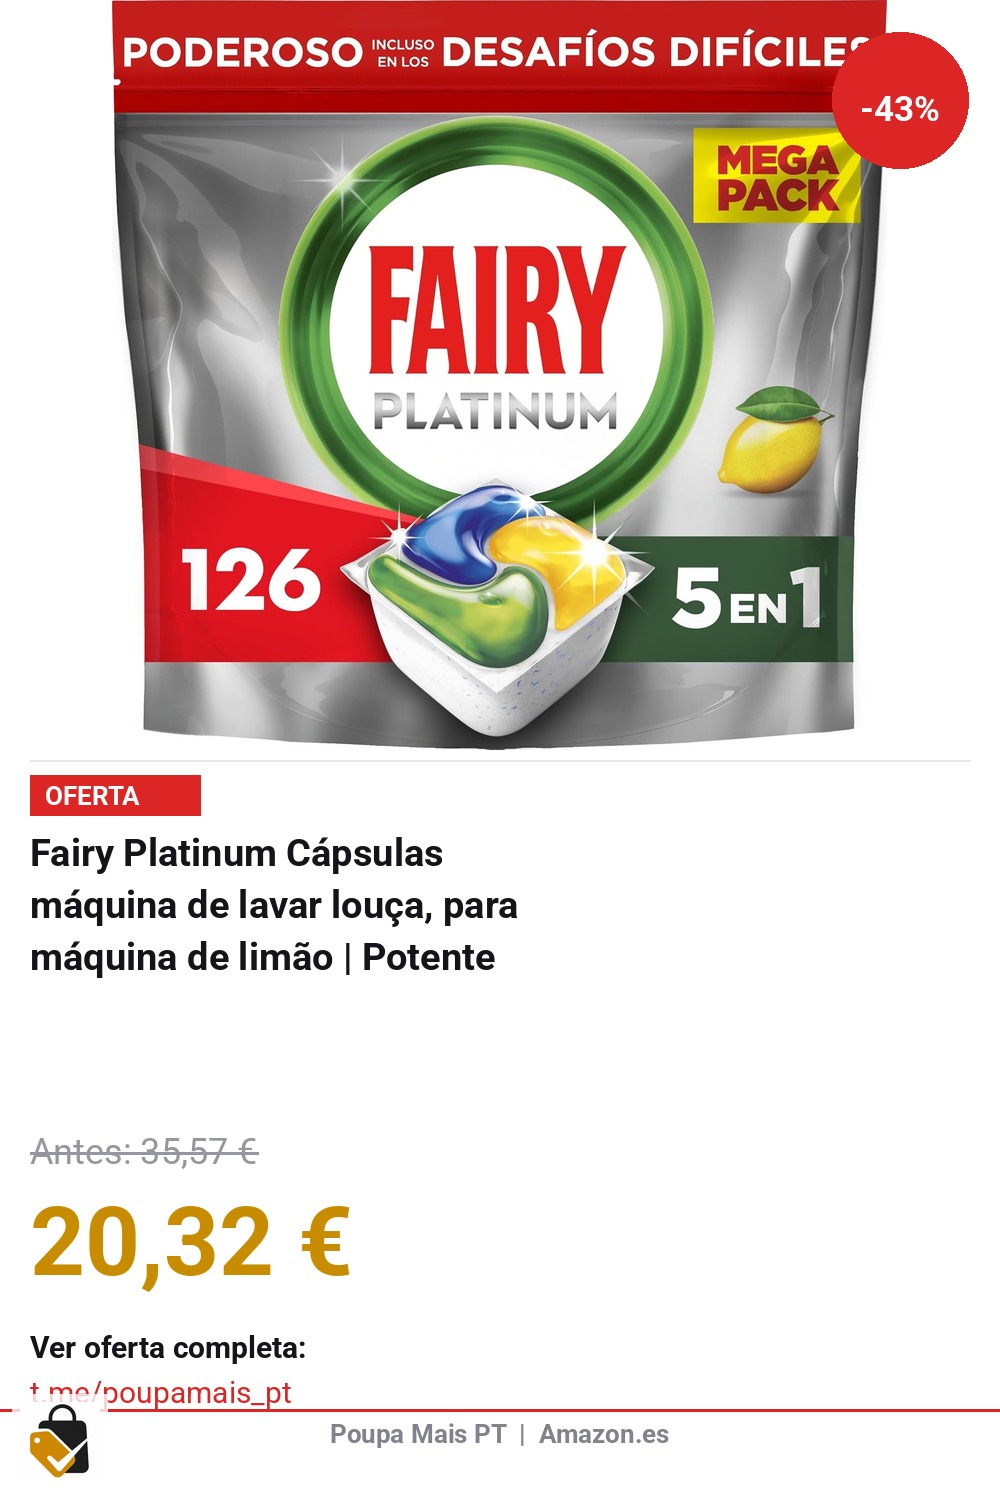 PODEROSO INCLUSO EN LOS DESAFÍOS DIFÍCILES
-43%
MEGA
PACK
FAIRY
PLATINUM
126
5 EN 1
OFERTA
Fairy Platinum Cápsulas
máquina de lavar louça, para
máquina de limão | Potente
Antes: 35,57 €
20,32 €
Ver oferta completa:
t.me/poupamais_pt
Poupa Mais PT | Amazon.es